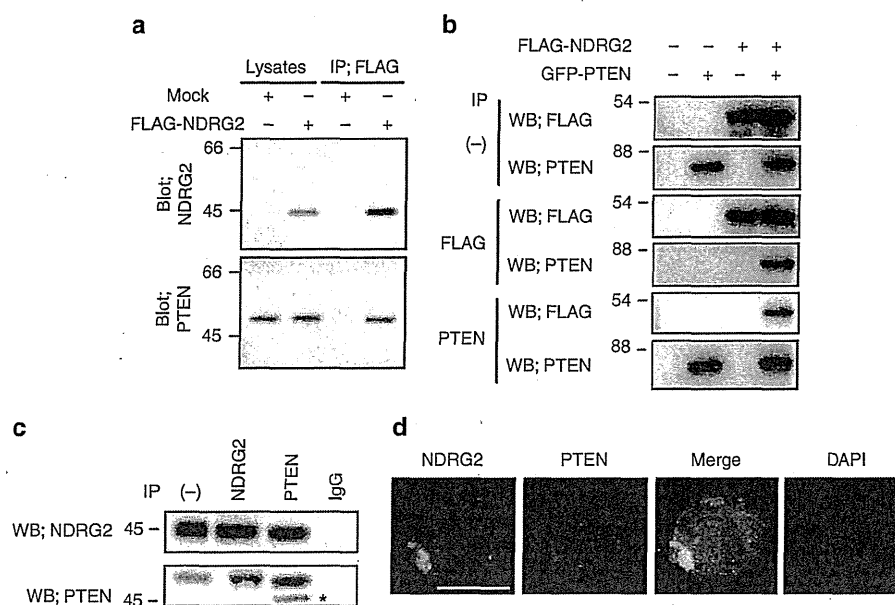 a
Lysates IP; FLAG
Mock + – + –
FLAG-NDRG2 – + – +
Blot; NDRG2
66
45
Blot; PTEN
66
45
b
FLAG-NDRG2 – – + +
GFP-PTEN – + – +
IP
(–)
WB; FLAG 54
WB; PTEN 88
FLAG
WB; FLAG 54
WB; PTEN 88
PTEN
WB; FLAG 54
WB; PTEN 88
c
IP (–) NDRG2 PTEN IgG
WB; NDRG2 45
WB; PTEN 45 *
d
NDRG2 PTEN Merge DAPI